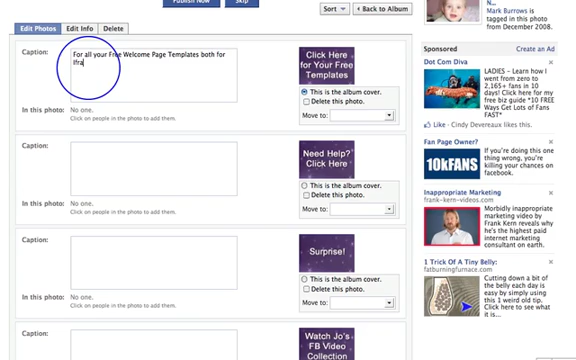 Publish Now
Skip
Sort
Back to Album
Edit Photos
Edit Info
Delete
Caption:
For all your Free Welcome Page Templates both for
Ifra
In this photo:
No one.
Click on people in the photo to add them.
Click Here
for Your Free
Templates
This is the album cover.
Delete this photo.
Move to:
Caption:
In this photo:
No one.
Click on people in the photo to add them.
Need Help?
Click Here
This is the album cover.
Delete this photo.
Move to:
Caption:
In this photo:
No one.
Click on people in the photo to add them.
Surprise!
This is the album cover.
Delete this photo.
Move to:
Caption:
Watch Jo's
FB Video
Collection
N...
Mark Burrows is
tagged in this photo
from December 2008.
Sponsored
Create an Ad
Dot Com Diva
LADIES - Learn how I
went from zero to
2,165+ fans in 10
days! Click here for my
free biz guide *10 FREE
Ways Get Lots of Fans
FAST*
Like · Cindy Devereaux likes this.
Fan Page Owner?
10kFANS
If you're doing this one
thing wrong, you're
killing your chances on
facebook.
Inappropriate Marketing
frank-kern-videos.com
Morbidly inappropriate
marketing video by
Frank Kern reveals why
he's the highest paid
internet marketing
consultant on earth.
1 Trick Of A Tiny Belly:
fatburningfurnace.com
Cutting down a bit of
the belly each day is
easy by simply using
this 1 weird old tip.
Click here to see what
it is...